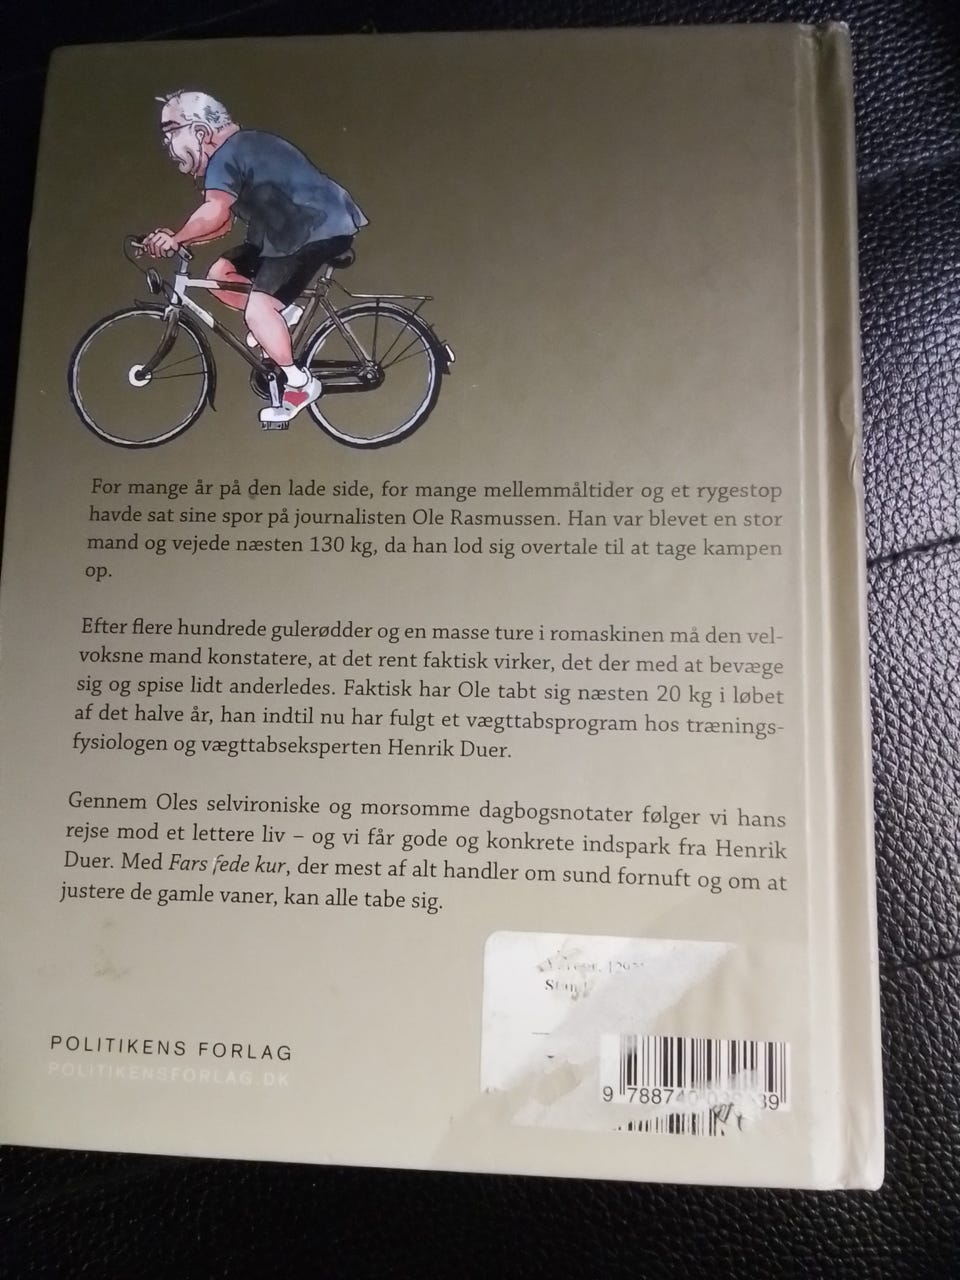 For mange år på den lade side, for mange mellemmåltider og et rygestop
havde sat sine spor på journalisten Ole Rasmussen. Han var blevet en stor
mand og vejede næsten 130 kg, da han lod sig overtale til at tage kampen
op.
Efter flere hundrede gulerødder og en masse ture i romaskinen må den vel-
voksne mand konstatere, at det rent faktisk virker, det der med at bevæge
sig og spise lidt anderledes. Faktisk har Ole tabt sig næsten 20 kg i løbet
af det halve år, han indtil nu har fulgt et vægttabsprogram hos trænings-
fysiologen og vægttabseksperten Henrik Duer.
Gennem Oles selvironiske og morsomme dagbogsnotater følger vi hans
rejse mod et lettere liv – og vi får gode og konkrete indspark fra Henrik
Duer. Med Fars fede kur, der mest af alt handler om sund fornuft og om at
justere de gamle vaner, kan alle tabe sig.
POLITIKENS FORLAG
POLITIKENSFORLAG.DK
9 788740